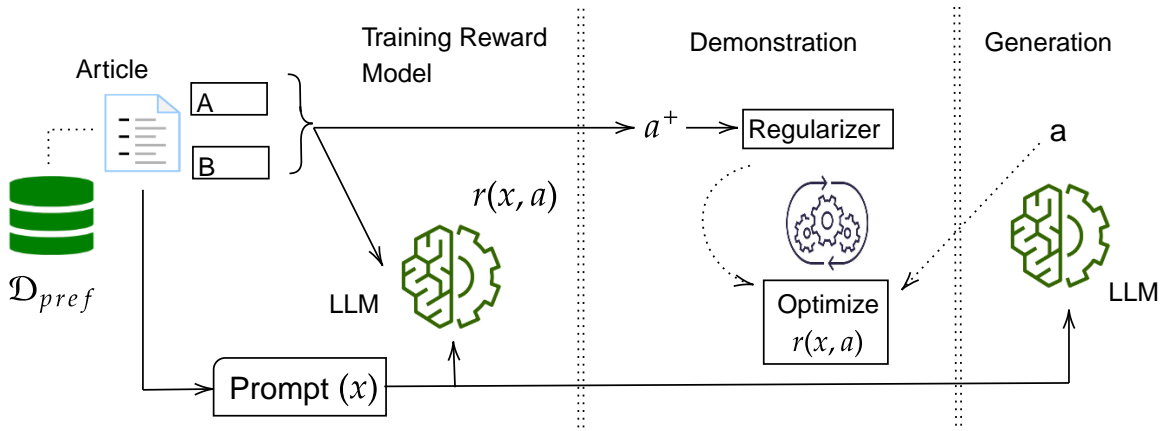 Training Reward
Model
Demonstration
Generation
Article
A
B
a⁺
Regularizer
a
r(x, a)
𝔇pref
LLM
Optimize
r(x, a)
LLM
Prompt (x)